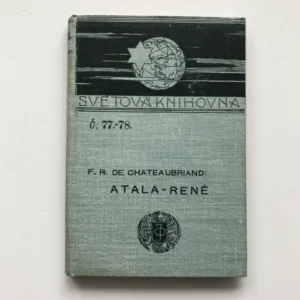 SVĚTOVÁ KNIHOVNA
Č. 77.-78.
F. R. DE CHATEAUBRIAND:
ATALA-RENÉ